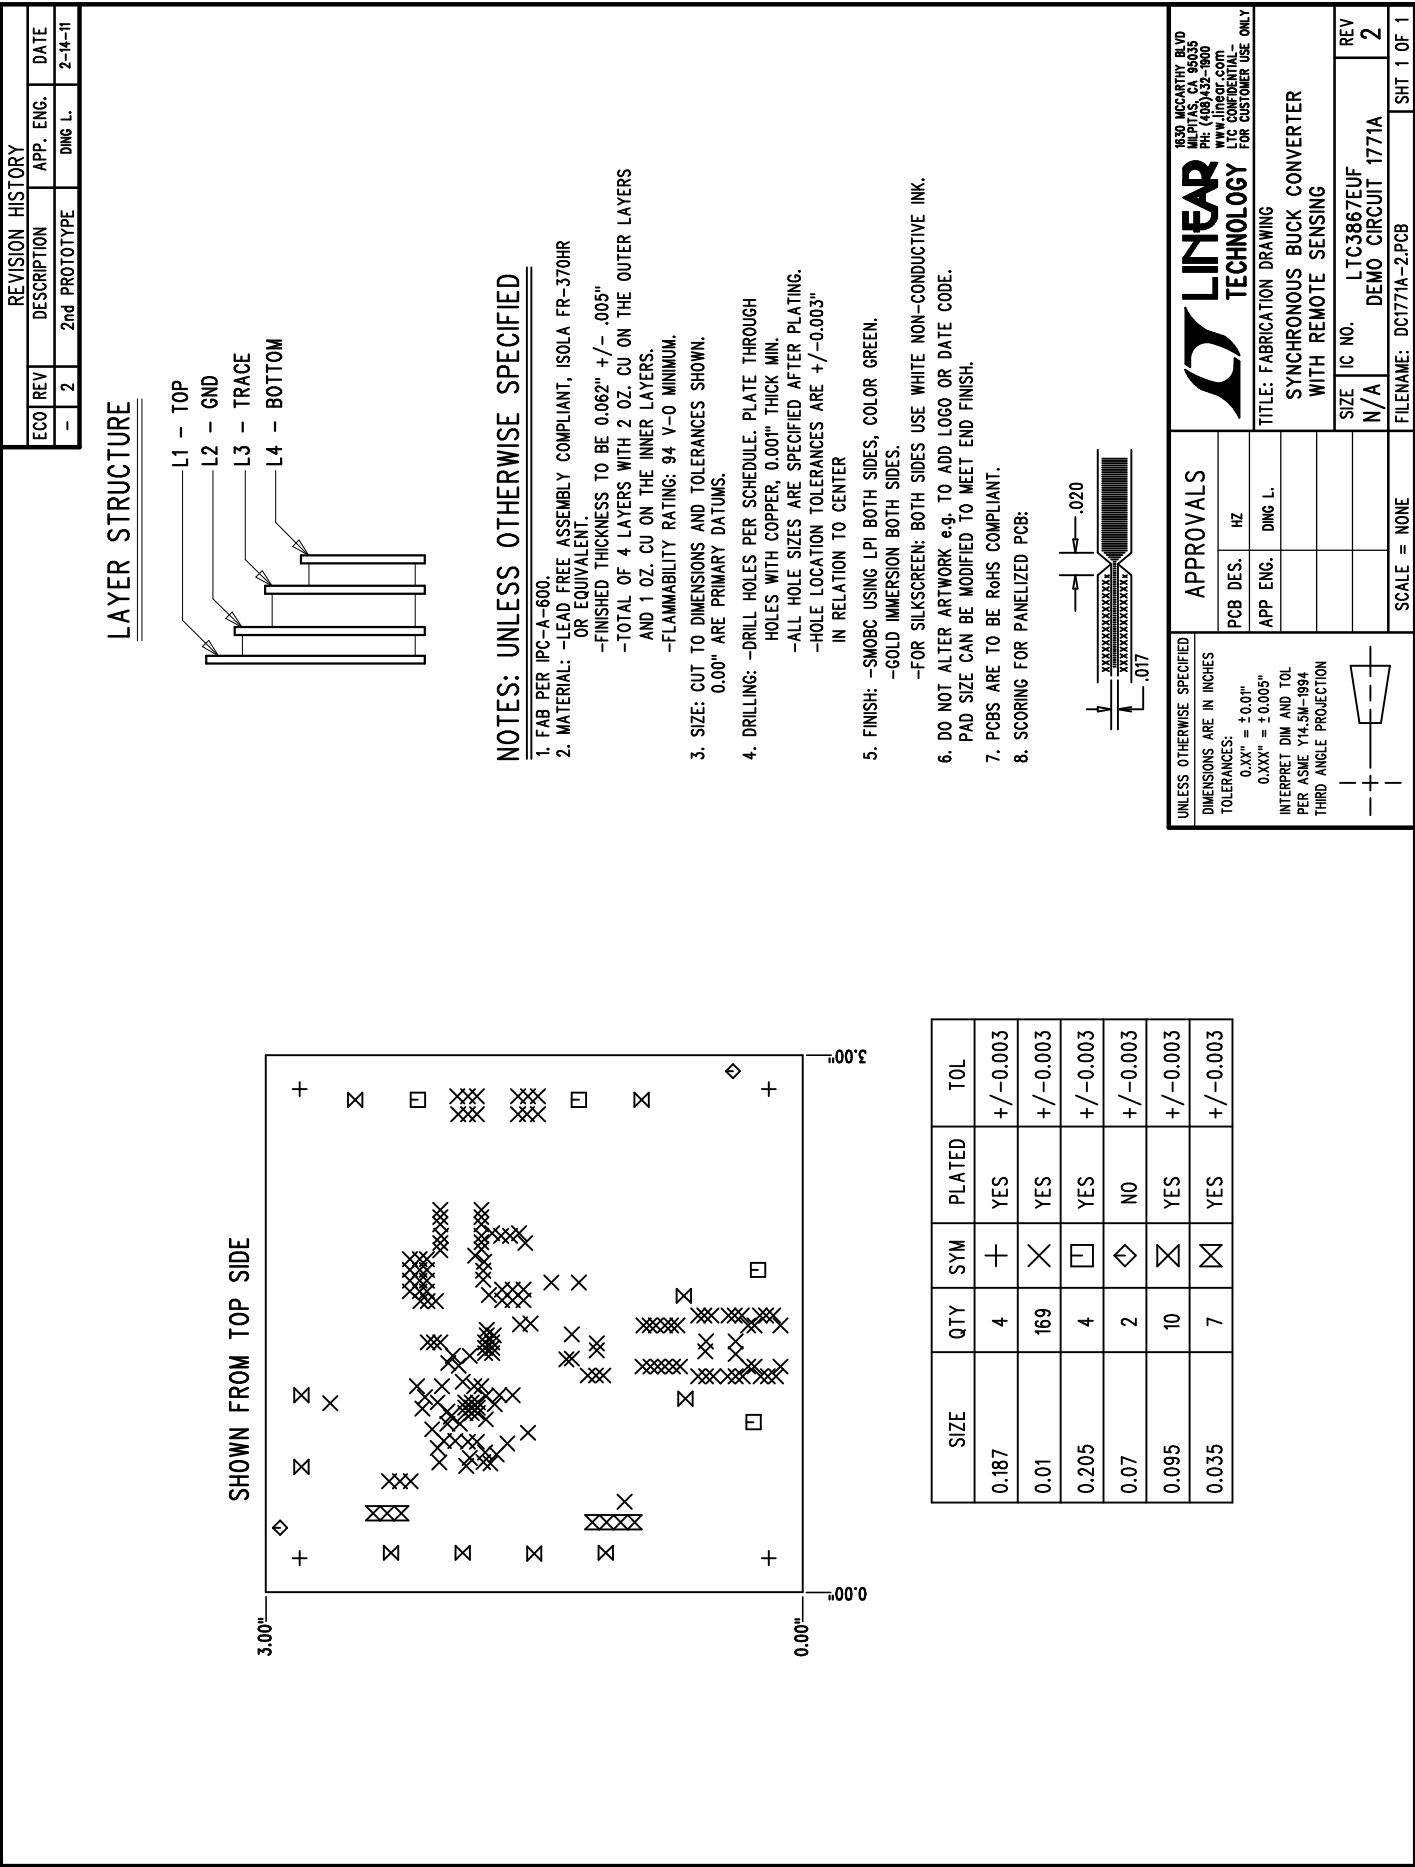 REVISION HISTORY
ECO REV DESCRIPTION APP. ENG. DATE
- 2 2nd PROTOTYPE DING L. 2-14-11
LAYER STRUCTURE
L1 - TOP
L2 - GND
L3 - TRACE
L4 - BOTTOM
SHOWN FROM TOP SIDE
3.00"
0.00"
0.00"
3.00"
NOTES: UNLESS OTHERWISE SPECIFIED
1. FAB PER IPC-A-600.
2. MATERIAL: -LEAD FREE ASSEMBLY COMPLIANT, ISOLA FR-370HR
OR EQUIVALENT.
-FINISHED THICKNESS TO BE 0.062" +/- .005"
-TOTAL OF 4 LAYERS WITH 2 OZ. CU ON THE OUTER LAYERS
AND 1 OZ. CU ON THE INNER LAYERS.
-FLAMMABILITY RATING: 94 V-O MINIMUM.
3. SIZE: CUT TO DIMENSIONS AND TOLERANCES SHOWN.
0.00" ARE PRIMARY DATUMS.
4. DRILLING: -DRILL HOLES PER SCHEDULE. PLATE THROUGH
HOLES WITH COPPER, 0.001" THICK MIN.
-ALL HOLE SIZES ARE SPECIFIED AFTER PLATING.
-HOLE LOCATION TOLERANCES ARE +/-0.003"
IN RELATION TO CENTER
5. FINISH: -SMOBC USING LPI BOTH SIDES, COLOR GREEN.
-GOLD IMMERSION BOTH SIDES.
-FOR SILKSCREEN: BOTH SIDES USE WHITE NON-CONDUCTIVE INK.
6. DO NOT ALTER ARTWORK e.g. TO ADD LOGO OR DATE CODE.
PAD SIZE CAN BE MODIFIED TO MEET END FINISH.
7. PCBS ARE TO BE RoHS COMPLIANT.
8. SCORING FOR PANELIZED PCB:
.020
.017
SIZE QTY SYM PLATED TOL
0.187 4 YES +/-0.003
0.01 169 YES +/-0.003
0.205 4 YES +/-0.003
0.07 2 NO +/-0.003
0.095 10 YES +/-0.003
0.035 7 YES +/-0.003
UNLESS OTHERWISE SPECIFIED
DIMENSIONS ARE IN INCHES
TOLERANCES:
0.XX" = ±0.01"
0.XXX" = ±0.005"
INTERPRET DIM AND TOL
PER ASME Y14.5M-1994
THIRD ANGLE PROJECTION
APPROVALS
PCB DES. HZ
APP ENG. DING L.
SCALE = NONE
LINEAR
TECHNOLOGY
1630 MCCARTHY BLVD
MILPITAS, CA 95035
PH: (408)432-1900
www.linear.com
LTC CONFIDENTIAL-
FOR CUSTOMER USE ONLY
TITLE: FABRICATION DRAWING
SYNCHRONOUS BUCK CONVERTER
WITH REMOTE SENSING
SIZE
N/A
IC NO.
LTC3867EUF
DEMO CIRCUIT 1771A
REV
2
FILENAME: DC1771A-2.PCB
SHT 1 OF 1